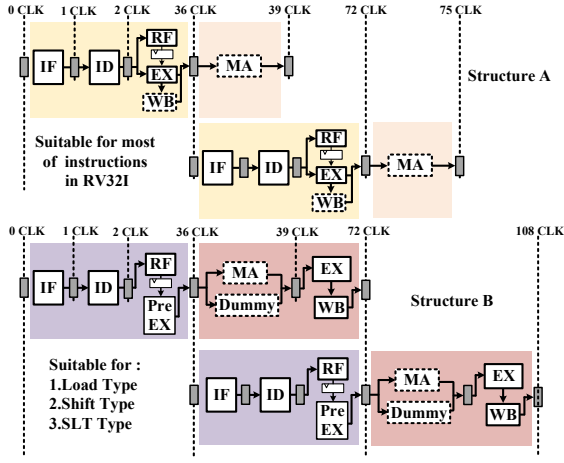 0 CLK 1 CLK 2 CLK 36 CLK 39 CLK 72 CLK 75 CLK
IF ID RF EX WB MA
Structure A
Suitable for most
of instructions
in RV32I
IF ID RF EX WB MA
0 CLK 1 CLK 2 CLK 36 CLK 39 CLK 72 CLK 108 CLK
IF ID RF Pre EX MA Dummy EX WB
Structure B
Suitable for :
1.Load Type
2.Shift Type
3.SLT Type
IF ID RF Pre EX MA Dummy EX WB